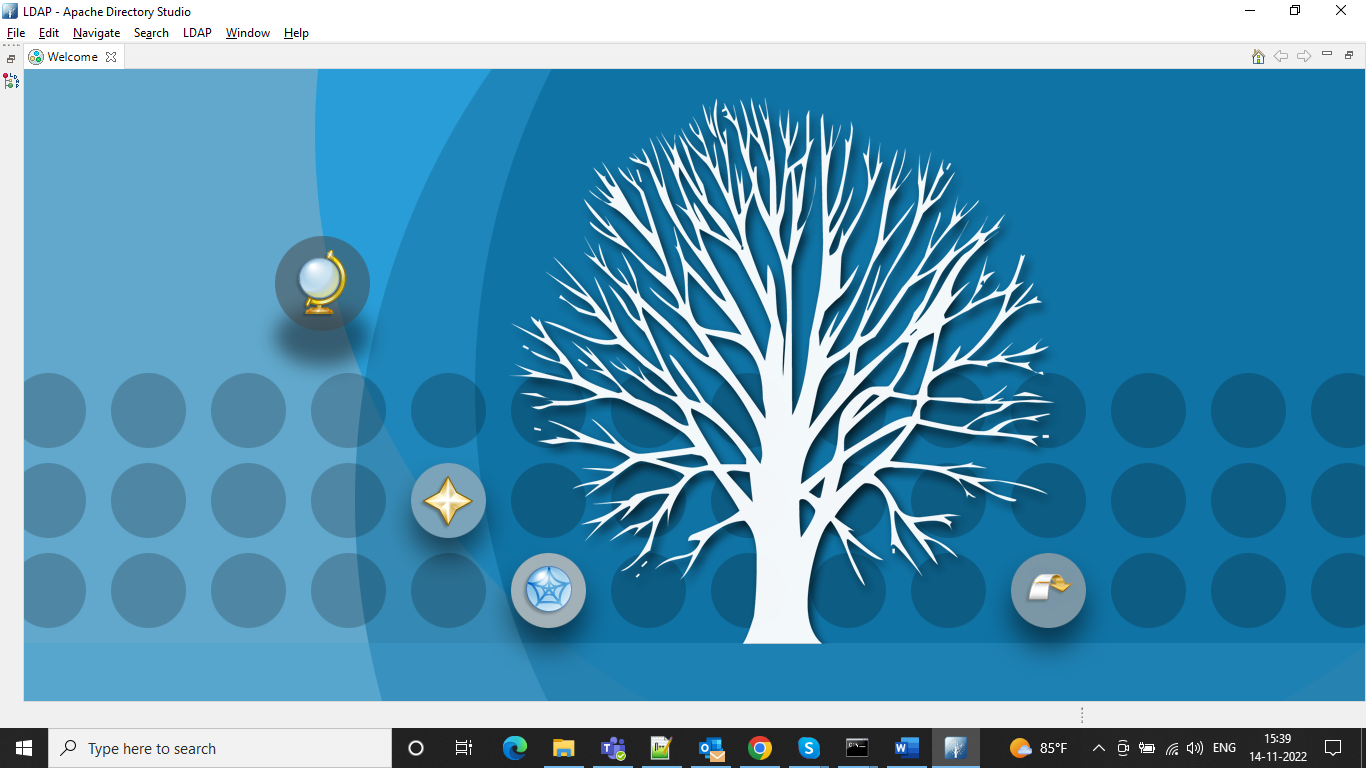 LDAP - Apache Directory Studio
File Edit Navigate Search LDAP Window Help
Welcome
Type here to search
85°F
ENG
15:39
14-11-2022